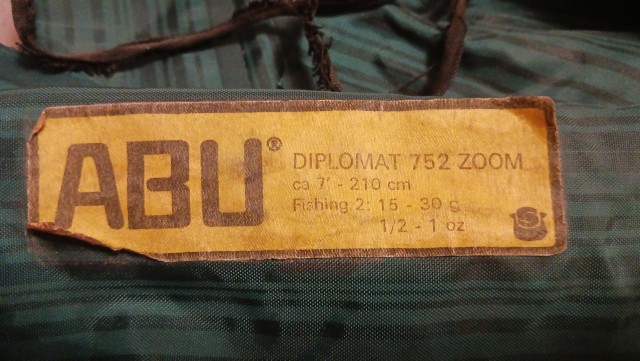 ABU®
DIPLOMAT 752 ZOOM
ca 7' - 210 cm
Fishing 2: 15 - 30 g
1/2 - 1 oz